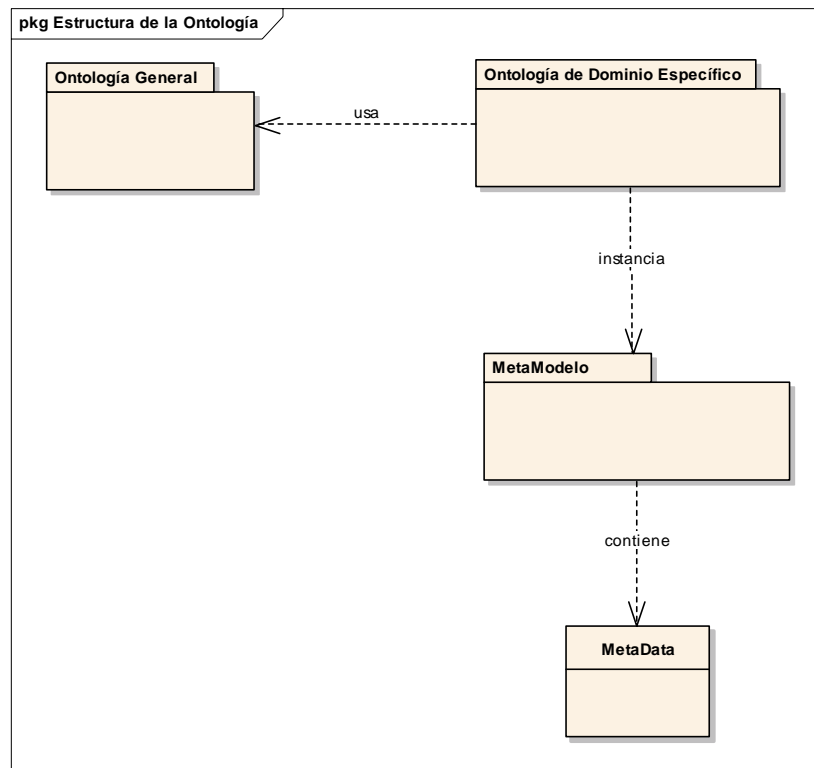 pkg Estructura de la Ontología
Ontología General
Ontología de Dominio Específico
usa
instancia
MetaModelo
contiene
MetaData